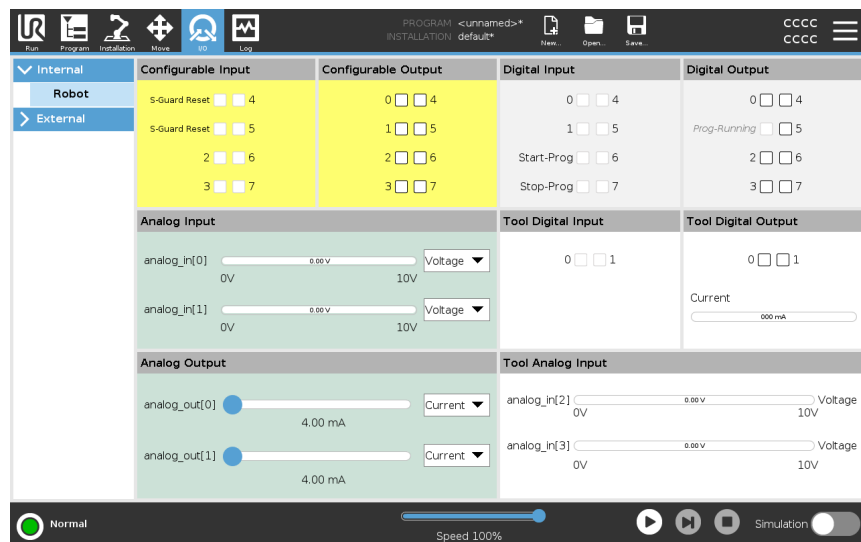 PROGRAM <unnamed>*
INSTALLATION default*
CCCC
CCCC
UR
Run Program Installation Move I/O Log New... Open... Save...
Internal
Robot
External
Configurable Input
S-Guard Reset 4
S-Guard Reset 5
2 6
3 7
Configurable Output
0 4
1 5
2 6
3 7
Digital Input
0 4
1 5
Start-Prog 6
Stop-Prog 7
Digital Output
0 4
Prog-Running 5
2 6
3 7
Analog Input
analog_in[0] 0.00 V Voltage
0V 10V
analog_in[1] 0.00 V Voltage
0V 10V
Tool Digital Input
0 1
Tool Digital Output
0 1
Current
000 mA
Analog Output
analog_out[0] Current
4.00 mA
analog_out[1] Current
4.00 mA
Tool Analog Input
analog_in[2] 0.00 V Voltage
0V 10V
analog_in[3] 0.00 V Voltage
0V 10V
Normal
Speed 100%
Simulation